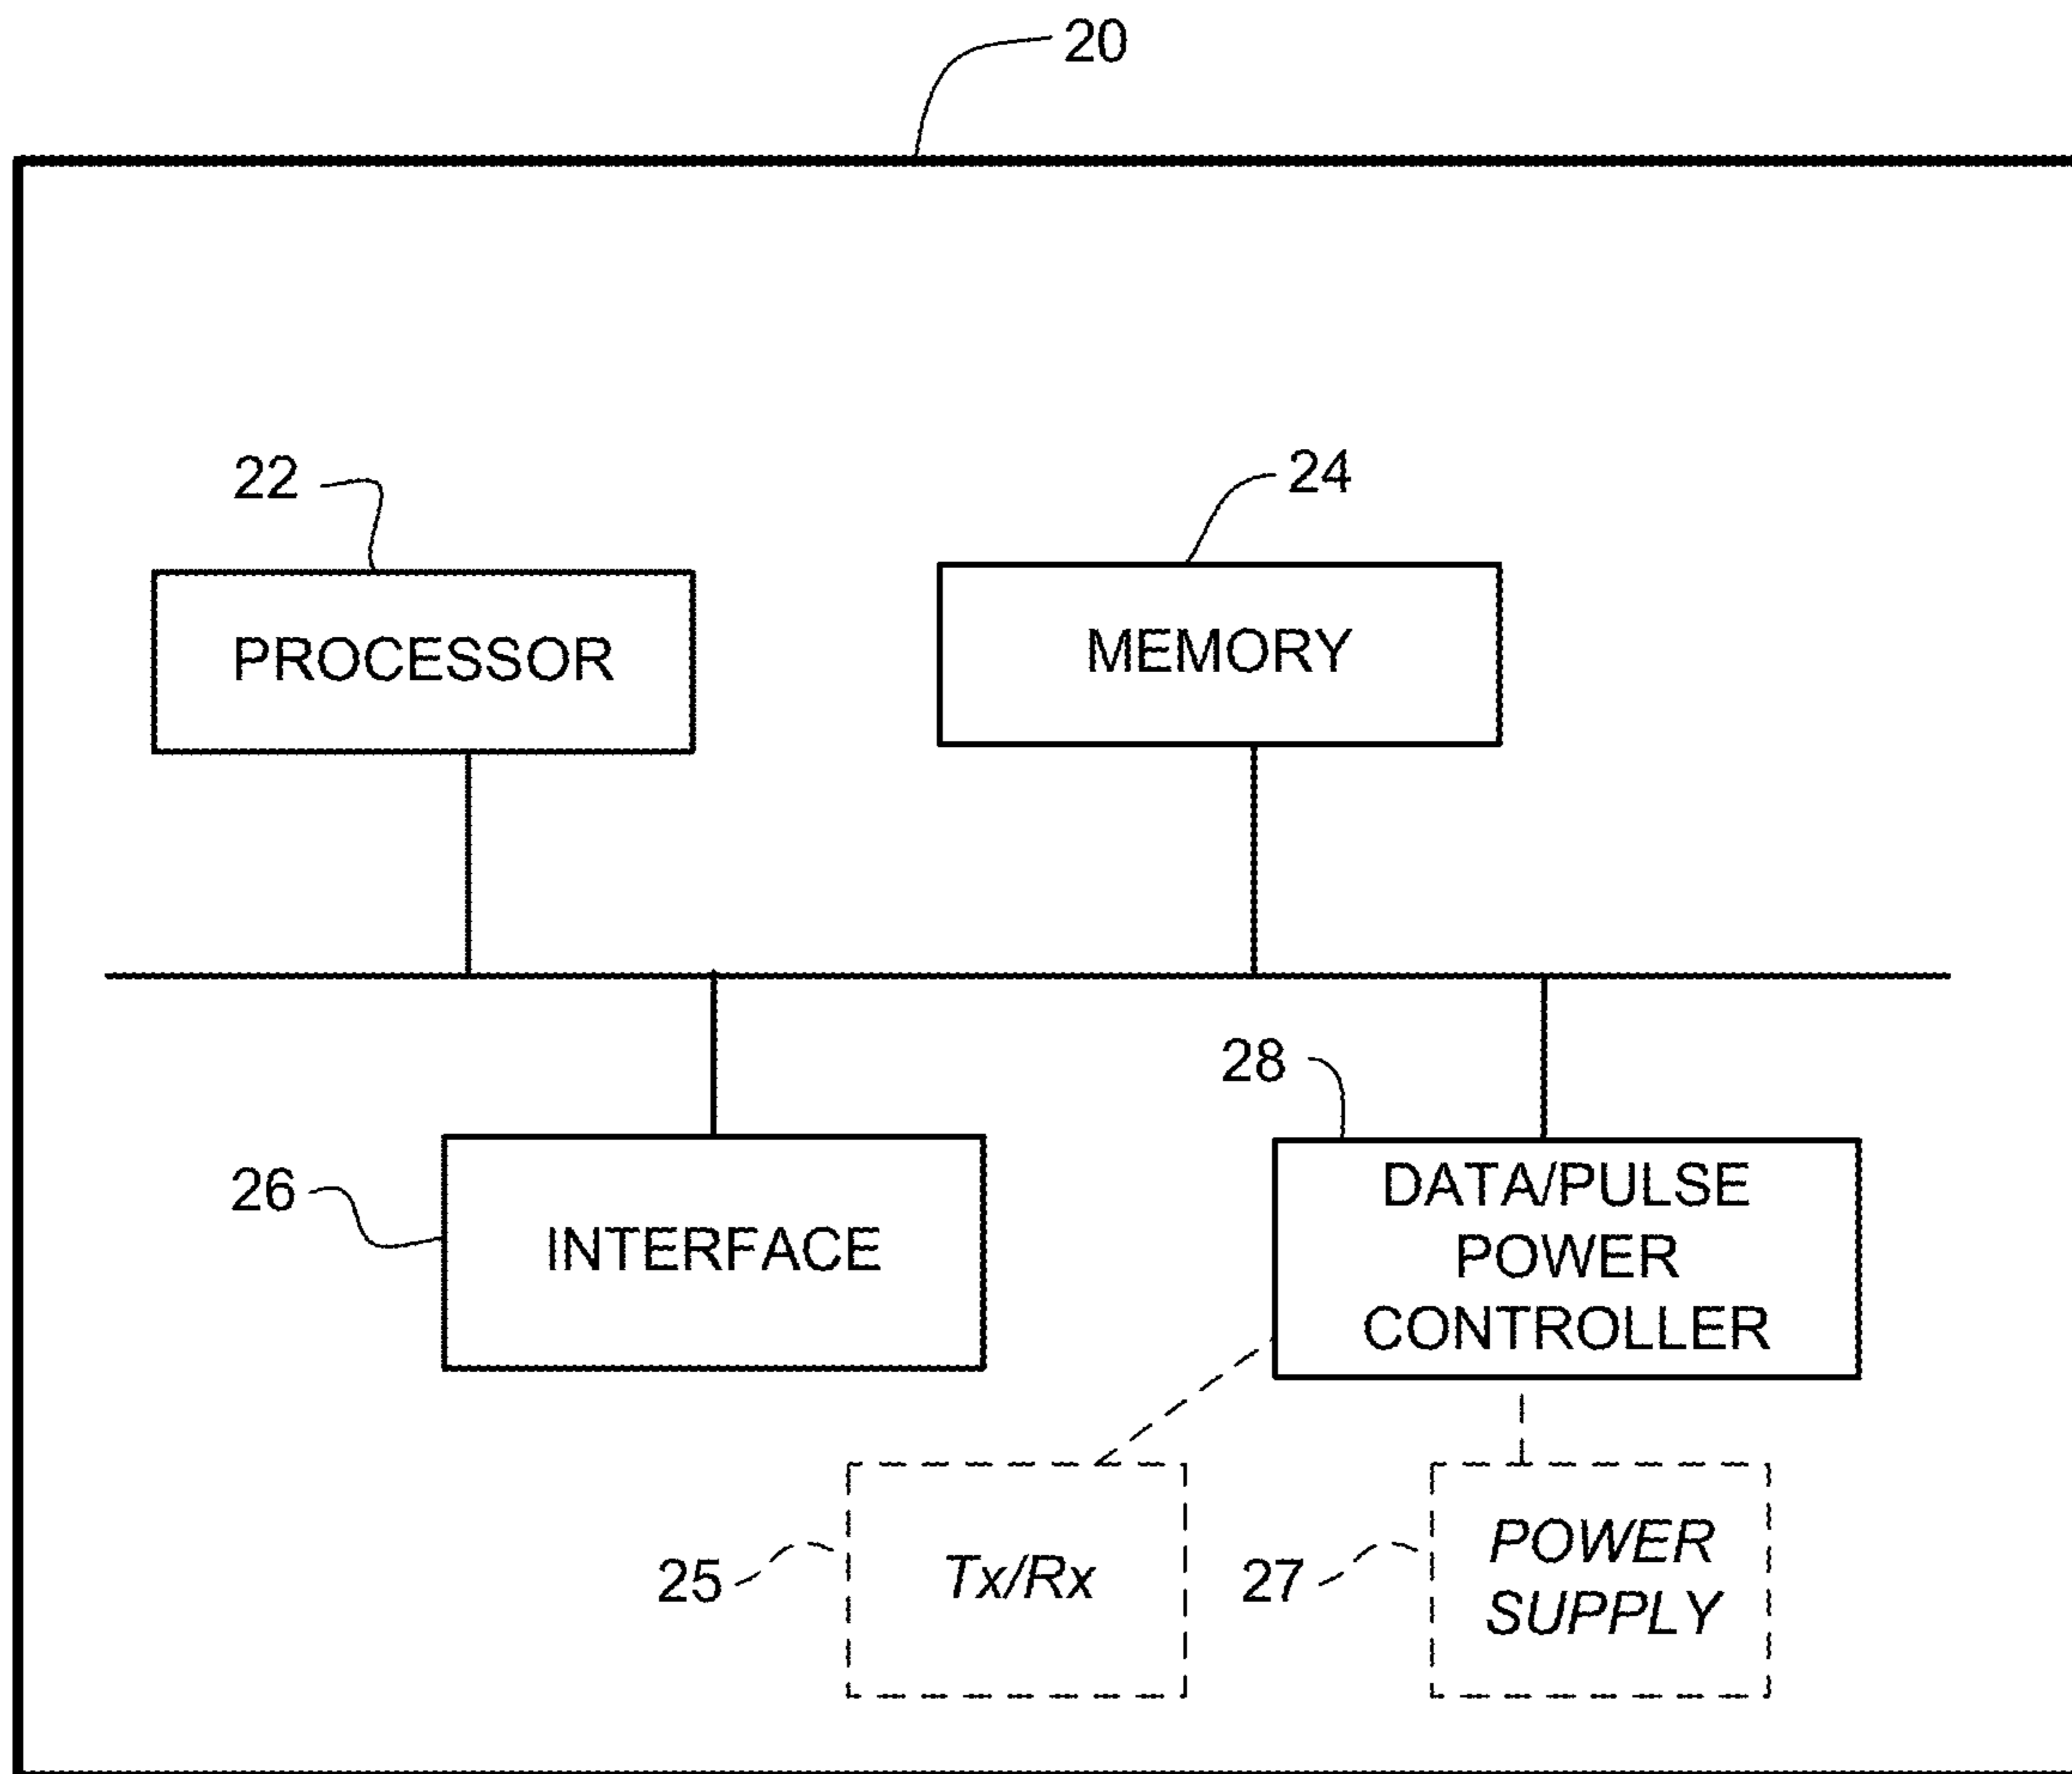 20
22
24
PROCESSOR
MEMORY
28
26
INTERFACE
DATA/PULSE
POWER
CONTROLLER
25
Tx/Rx
27
POWER
SUPPLY